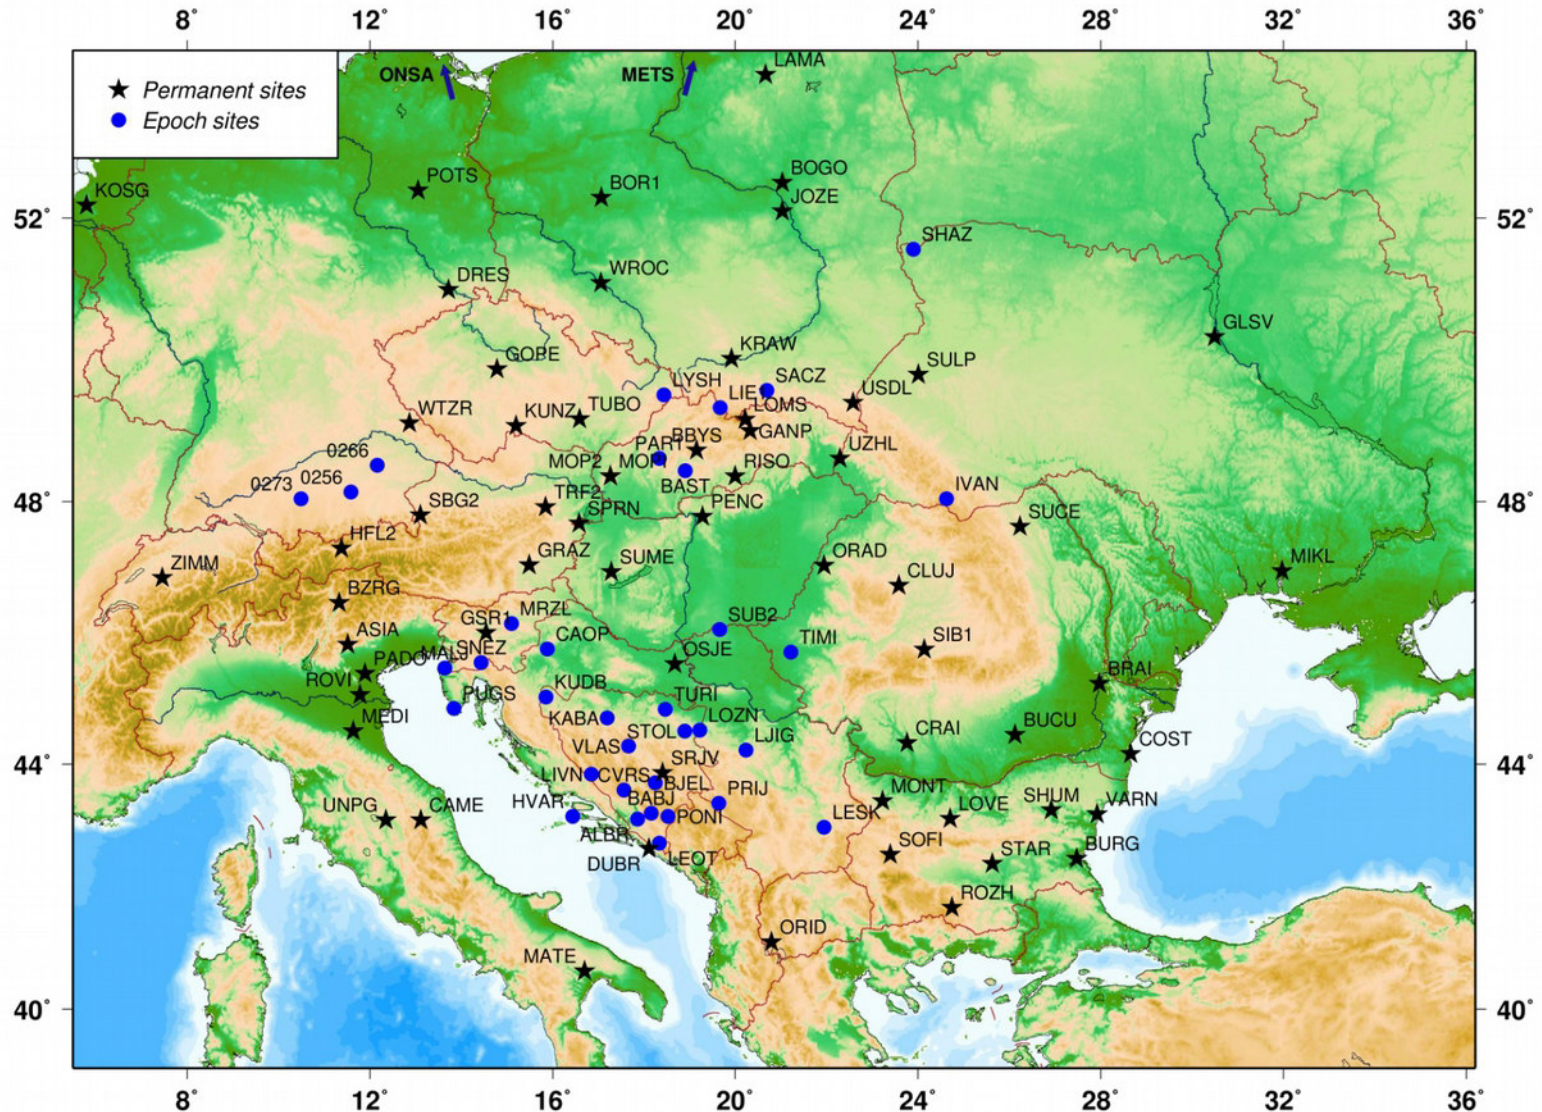 8° 12° 16° 20° 24° 28° 32° 36°
ONSA METS LAMA
Permanent sites
Epoch sites
KOSG POTS BOR1 BOGO
JOZE
52° 52°
SHAZ
DRES WROC
GLSV
GOPE KRAW SULP
LYSH SACZ
LIE1 USDL
WTZR KUNZ TUBO LOMS
GANP
PART BBYS UZHL
0266 MOP2 MOPI RISO
0273 0256 BAST IVAN
48° 48°
SBG2 TRF2 PENC
SPRN SUCE
HFL2 GRAZ SUME ORAD MIKL
ZIMM CLUJ
BZRG
GSR1 MRZL SUB2
ASIA CAOP TIMI SIB1
SNEZ OSJE
PADO MALJ BRAI
ROVI KUDB
PUGS TURI
MEDI KABA LOZN BUCU
STOL LJIG CRAI
VLAS COST
44° 44°
SRJV
LIVN CVRS BJEL PRIJ MONT
HVAR BABJ LOVE SHUM VARN
UNPG CAME PONI LESK
ALBR SOFI STAR BURG
DUBR LEOT
ROZH
ORID
MATE
40° 40°
8° 12° 16° 20° 24° 28° 32° 36°